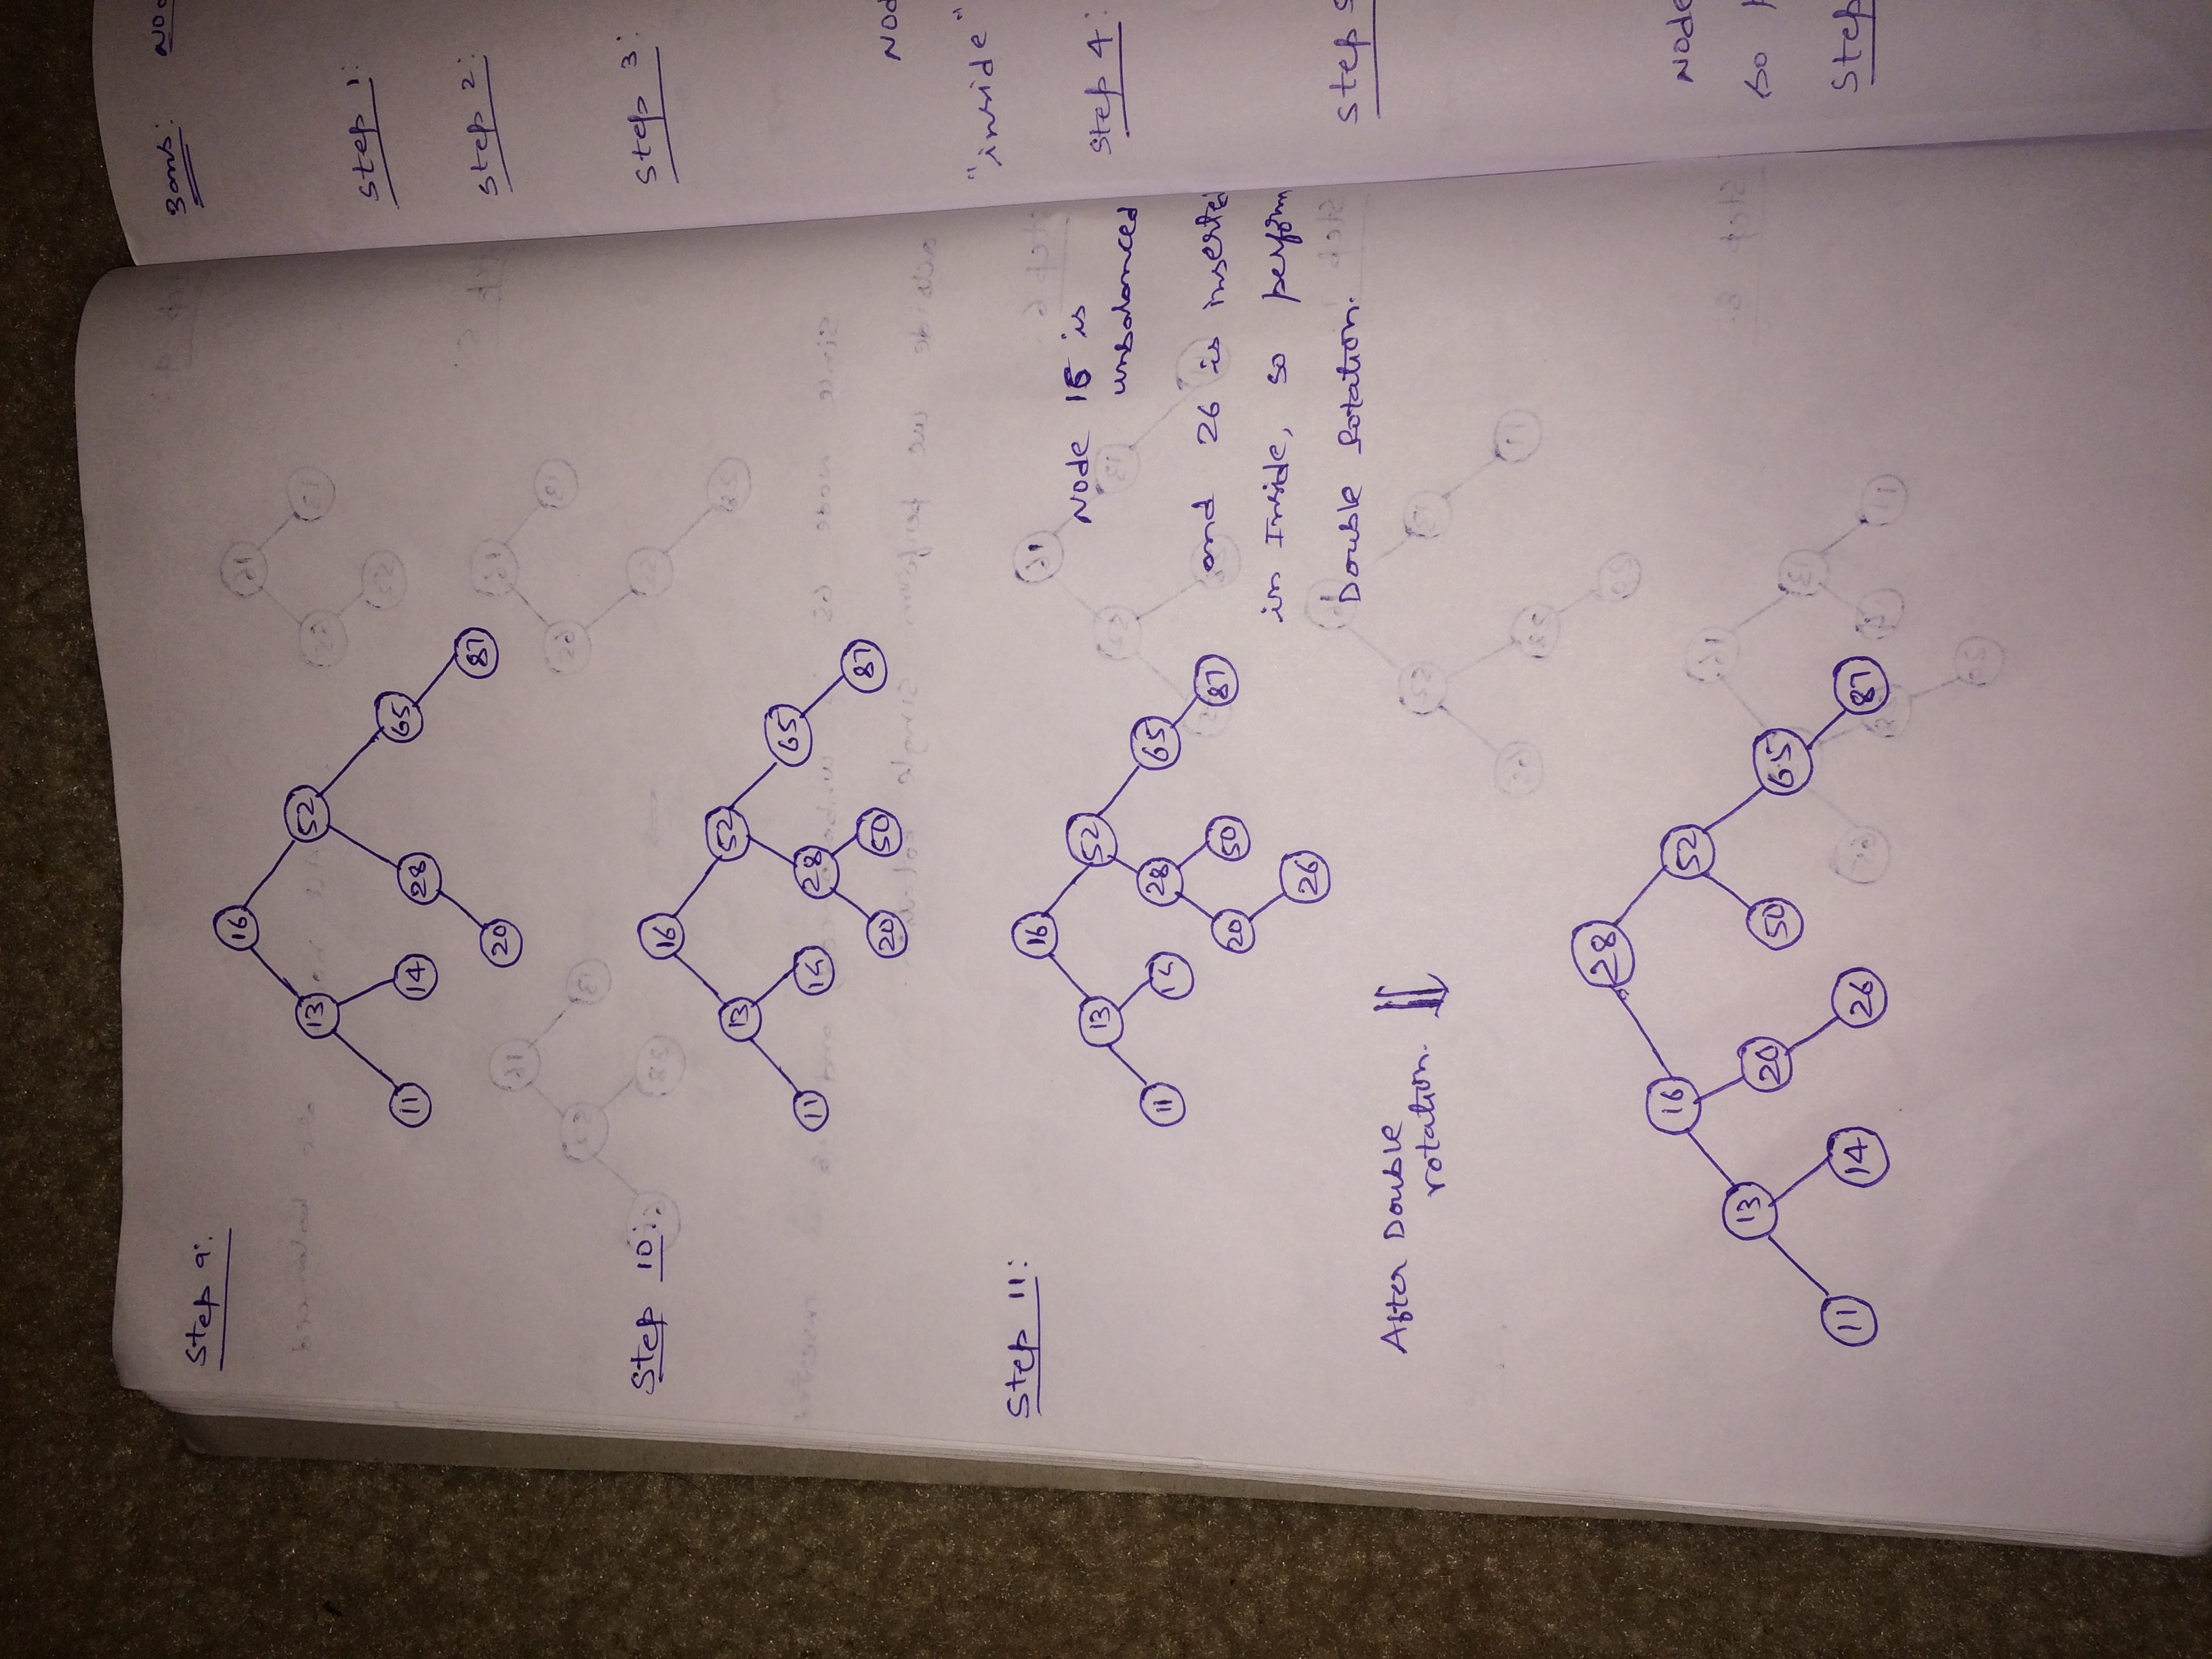 Step 9:
16
13 52
11 14 28 65
20 87
Step 10:
16
13 52
11 14 28 65
20 50 87
Step 11:
16
13 52
11 14 28 65
20 50 87
26
Node 16 is
unbalanced
and 26 is inserted
in Inside, so perform
Double Rotation.
After Double
rotation.
28
16 52
13 20 50 65
11 14 26 87
3ans:
Step 1:
Step 2:
Step 3:
"inside"
Step 4:
Step 5
Node
so
Step